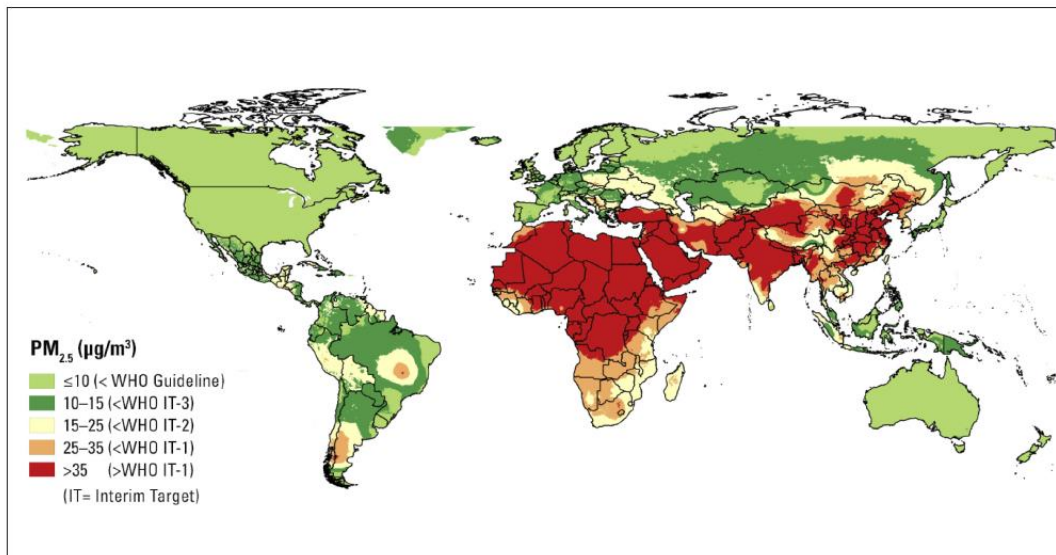 PM2.5 (µg/m³)
≤10 (< WHO Guideline)
10–15 (<WHO IT-3)
15–25 (<WHO IT-2)
25–35 (<WHO IT-1)
>35 (>WHO IT-1)
(IT= Interim Target)